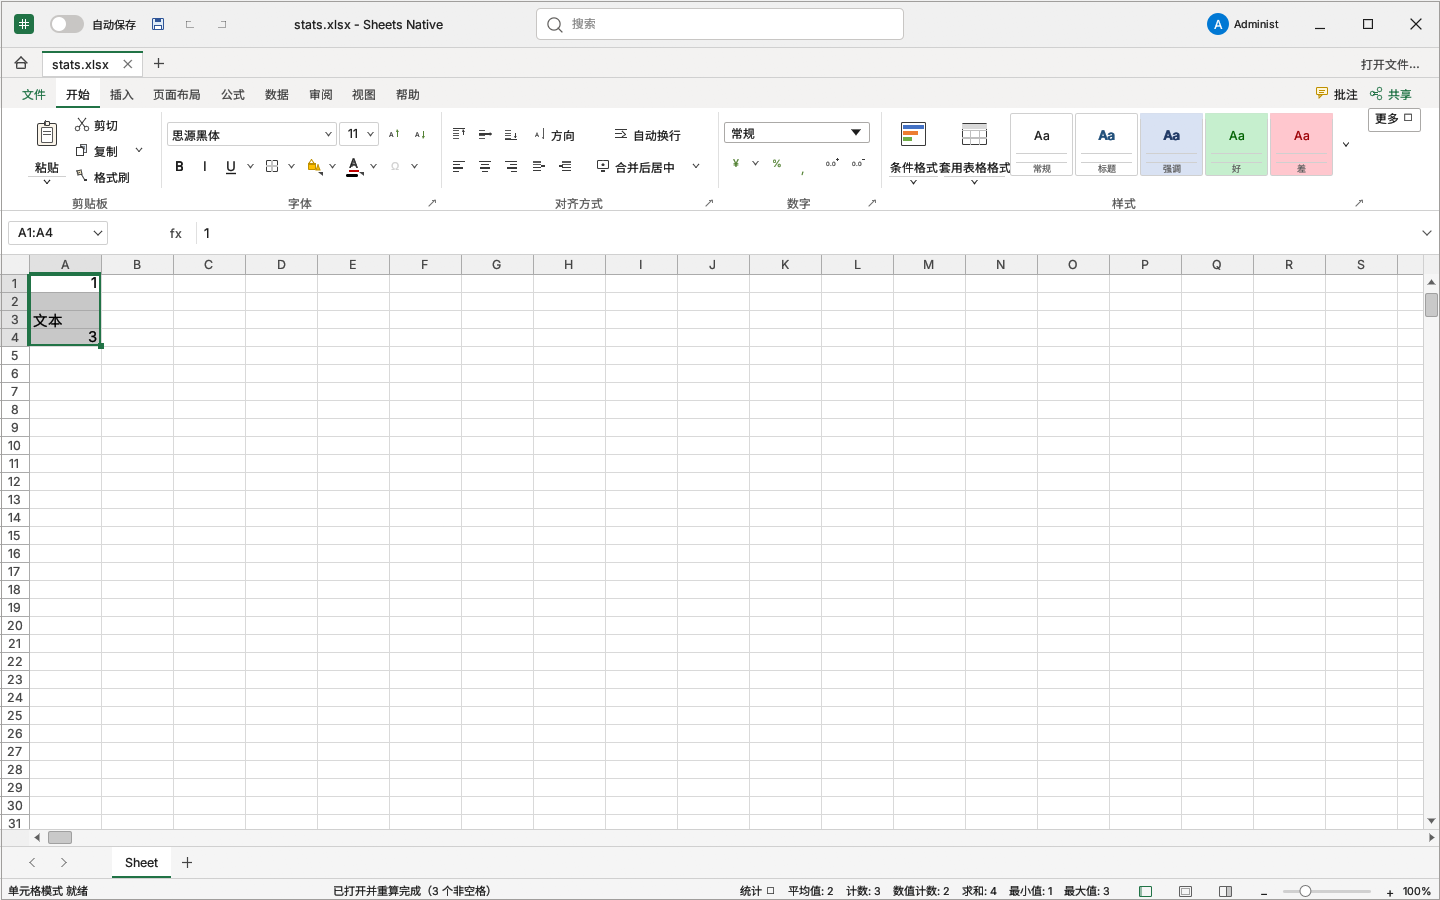 自动保存
stats.xlsx - Sheets Native
搜索
A
Administ
stats.xlsx
打开文件...
文件 开始 插入 页面布局 公式 数据 审阅 视图 帮助
批注 共享
粘贴
剪切
复制
格式刷
剪贴板
思源黑体 11
B I U
字体
方向 自动换行
合并后居中
对齐方式
常规
¥ % ,
数字
条件格式 套用表格格式
Aa 常规
Aa 标题
Aa 强调
Aa 好
Aa 差
样式
更多
A1:A4 fx 1
A B C D E F G H I J K L M N O P Q R S
1 1
2
3 文本
4 3
5
6
7
8
9
10
11
12
13
14
15
16
17
18
19
20
21
22
23
24
25
26
27
28
29
30
31
Sheet
单元格模式 就绪 已打开并重算完成（3 个非空格） 统计 平均值: 2 计数: 3 数值计数: 2 求和: 4 最小值: 1 最大值: 3 100%